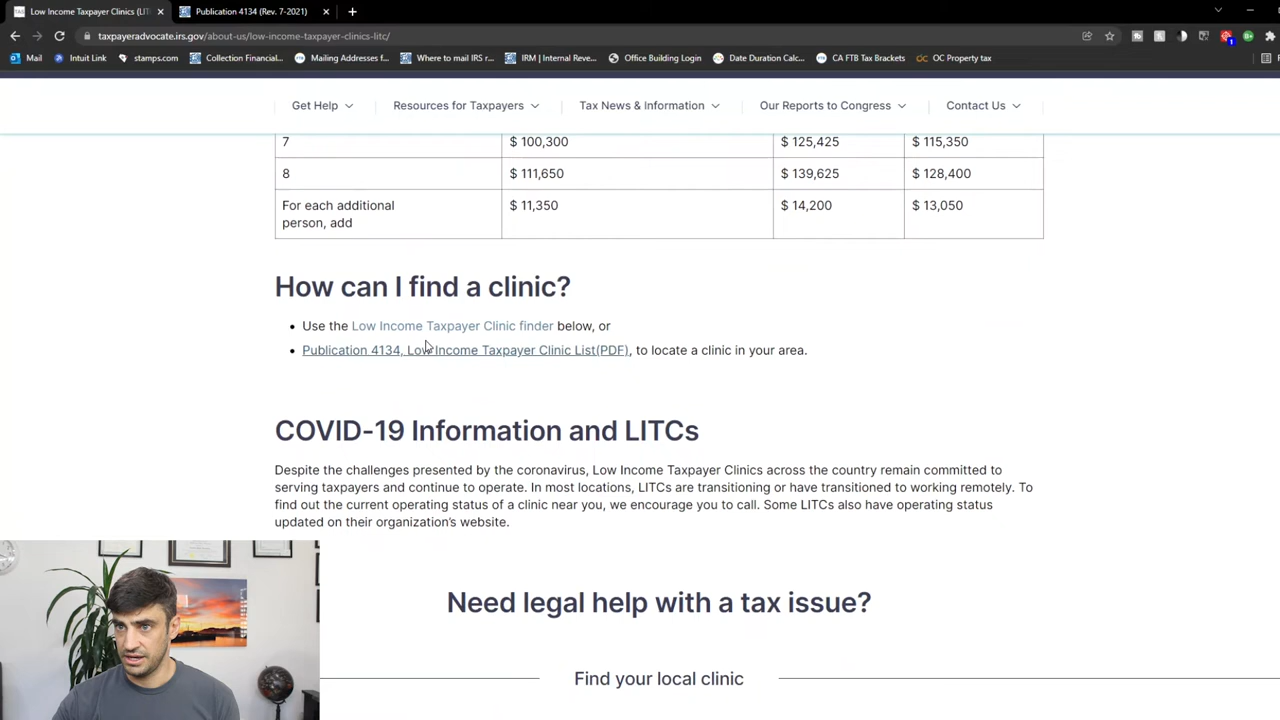 Low Income Taxpayer Clinics (LIT
Publication 4134 (Rev. 7-2021)
taxpayeradvocate.irs.gov/about-us/low-income-taxpayer-clinics-litc/
Mail
Intuit Link
stamps.com
Collection Financial...
Mailing Addresses f...
Where to mail IRS r...
IRM | Internal Reve...
Office Building Login
Date Duration Calc...
CA FTB Tax Brackets
OC Property tax
Get Help
Resources for Taxpayers
Tax News & Information
Our Reports to Congress
Contact Us
7 $ 100,300 $ 125,425 $ 115,350
8 $ 111,650 $ 139,625 $ 128,400
For each additional $ 11,350 $ 14,200 $ 13,050
person, add
How can I find a clinic?
• Use the Low Income Taxpayer Clinic finder below, or
• Publication 4134, Low Income Taxpayer Clinic List(PDF), to locate a clinic in your area.
COVID-19 Information and LITCs
Despite the challenges presented by the coronavirus, Low Income Taxpayer Clinics across the country remain committed to
serving taxpayers and continue to operate. In most locations, LITCs are transitioning or have transitioned to working remotely. To
find out the current operating status of a clinic near you, we encourage you to call. Some LITCs also have operating status
updated on their organization's website.
Need legal help with a tax issue?
Find your local clinic